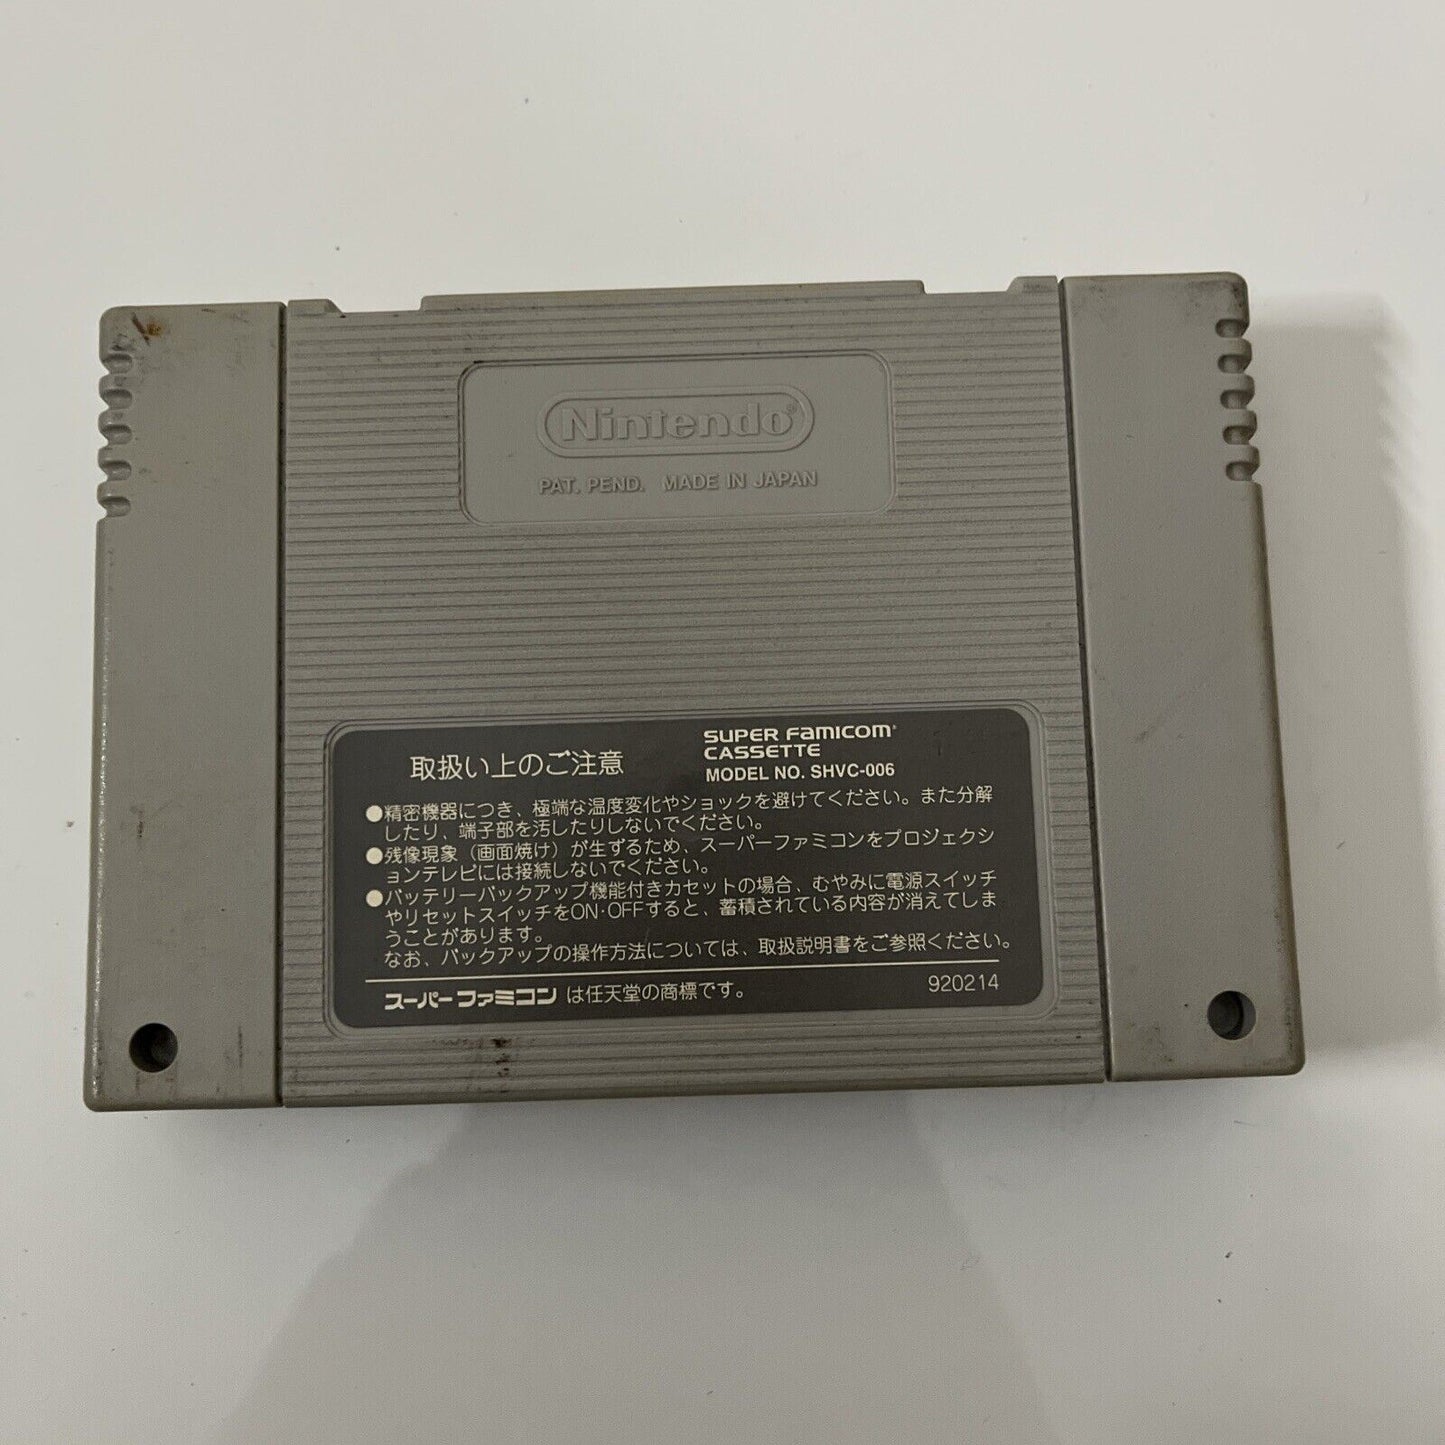 Nintendo®
PAT. PEND. MADE IN JAPAN
取扱い上のご注意
SUPER FAMICOM
CASSETTE
MODEL NO. SHVC-006
●精密機器につき、極端な温度変化やショックを避けてください。また分解
したり、端子部を汚したりしないでください。
●残像現象（画面焼け）が生ずるため、スーパーファミコンをプロジェクシ
ョンテレビには接続しないでください。
●バッテリーバックアップ機能付きカセットの場合、むやみに電源スイッチ
やリセットスイッチをON・OFFすると、蓄積されている内容が消えてしま
うことがあります。
なお、バックアップの操作方法については、取扱説明書をご参照ください。
スーパーファミコン は任天堂の商標です。
920214